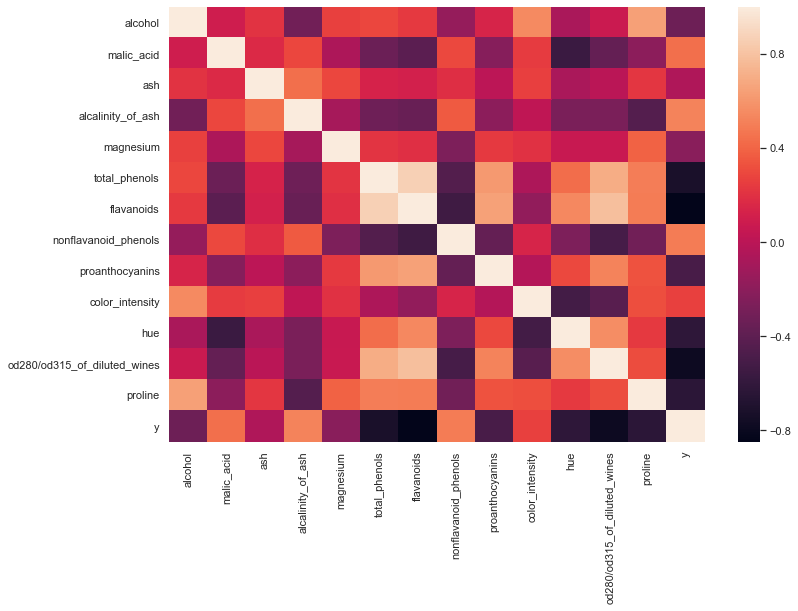 alcohol
malic_acid
ash
alcalinity_of_ash
magnesium
total_phenols
flavanoids
nonflavanoid_phenols
proanthocyanins
color_intensity
hue
od280/od315_of_diluted_wines
proline
y
alcohol
malic_acid
ash
alcalinity_of_ash
magnesium
total_phenols
flavanoids
nonflavanoid_phenols
proanthocyanins
color_intensity
hue
od280/od315_of_diluted_wines
proline
y
0.8
0.4
0.0
−0.4
−0.8